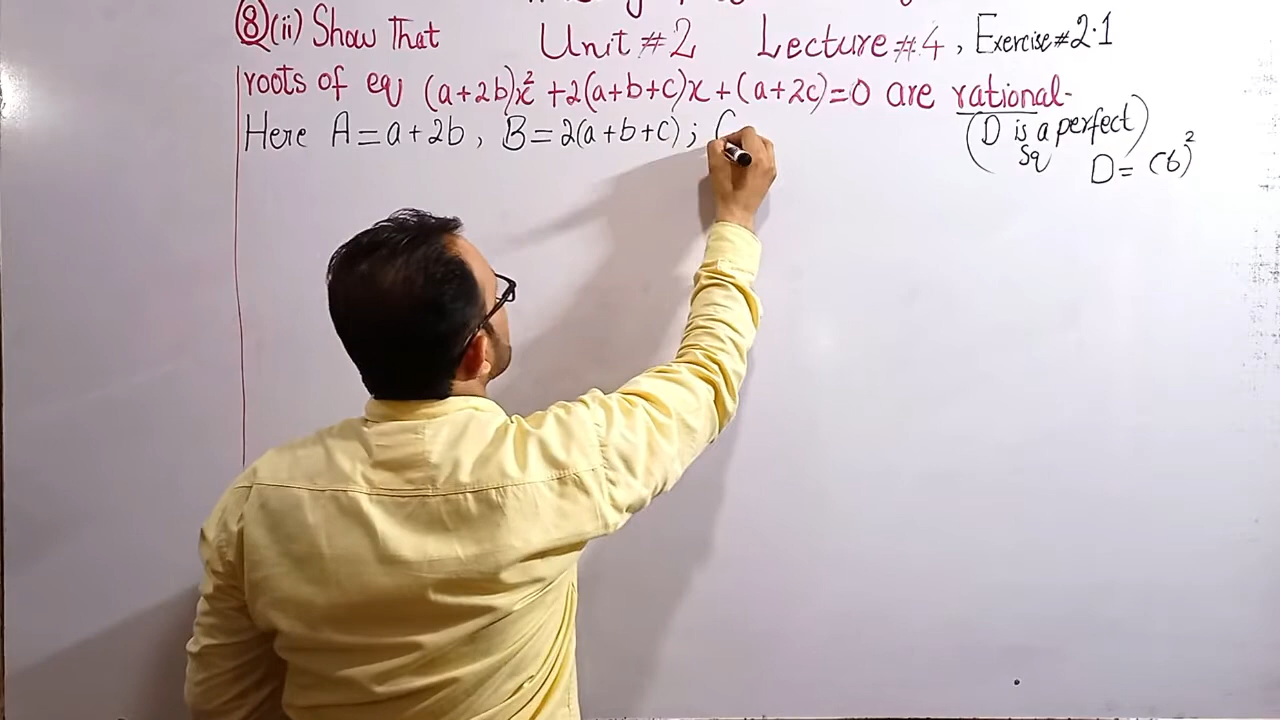 ⑧(ii) Show That Unit #2 Lecture #4, Exercise #2.1
roots of eq (a+2b)x² +2(a+b+c)x +(a+2c)=0 are rational-
Here A = a+2b, B = 2(a+b+c); C
(D is a perfect)
Sq D = (6)²